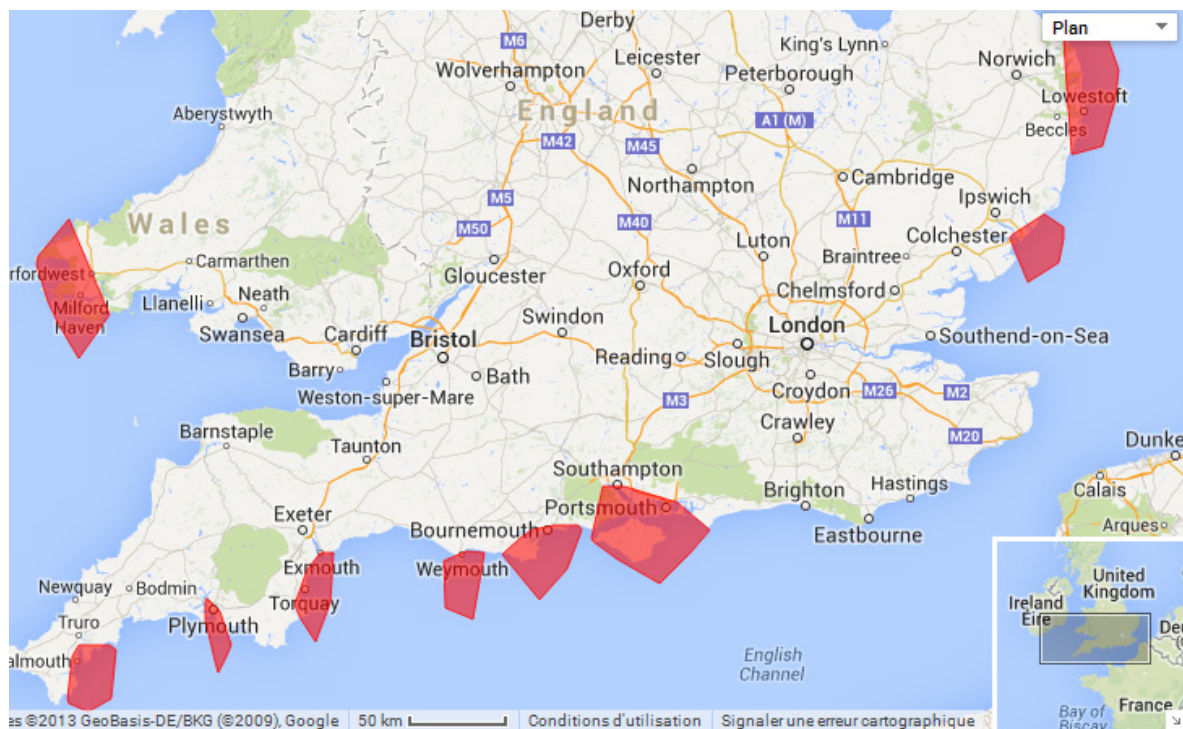 Derby
Plan
M6
Leicester
King's Lynn
Norwich
Wolverhampton
Peterborough
England
Lowestoft
Aberystwyth
A1 (M)
Beccles
M42
M45
Northampton
Cambridge
Ipswich
M5
Wales
M50
M40
M11
Colchester
Luton
Braintree
Carmarthen
Gloucester
Oxford
erfordwest
Chelmsford
Milford
Haven
Llanelli
Neath
Swansea
Cardiff
Swindon
London
Southend-on-Sea
Bristol
Reading
Slough
Barry
Bath
Croydon
M26
M2
Weston-super-Mare
M3
Crawley
M20
Barnstaple
Taunton
Dunke
Southampton
Calais
Hastings
Brighton
Portsmouth
Exeter
Bournemouth
Eastbourne
Arques
Exmouth
Weymouth
Newquay
Bodmin
Torquay
United
Kingdom
Ireland
Éire
Truro
Plymouth
Deu
almouth
English
Channel
France
Bay of
Biscay
es ©2013 GeoBasis-DE/BKG (©2009), Google
50 km
Conditions d'utilisation
Signaler une erreur cartographique